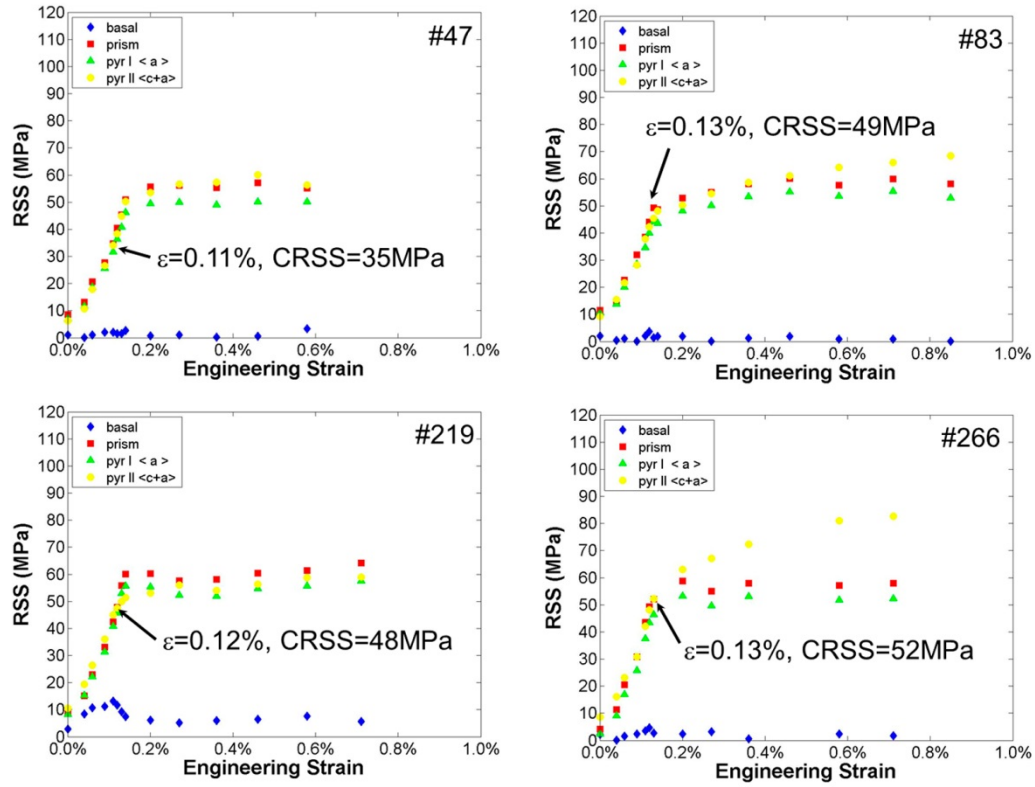 #47
basal
prism
pyr I < a >
pyr II <c+a>
120
110
100
90
80
70
60
50
40
30
20
10
0
RSS (MPa)
ε=0.11%, CRSS=35MPa
0.0% 0.2% 0.4% 0.6% 0.8% 1.0%
Engineering Strain
#83
basal
prism
pyr I < a >
pyr II <c+a>
120
110
100
90
80
70
60
50
40
30
20
10
0
RSS (MPa)
ε=0.13%, CRSS=49MPa
0.0% 0.2% 0.4% 0.6% 0.8% 1.0%
Engineering Strain
#219
basal
prism
pyr I < a >
pyr II <c+a>
120
110
100
90
80
70
60
50
40
30
20
10
0
RSS (MPa)
ε=0.12%, CRSS=48MPa
0.0% 0.2% 0.4% 0.6% 0.8% 1.0%
Engineering Strain
#266
basal
prism
pyr I < a >
pyr II <c+a>
120
110
100
90
80
70
60
50
40
30
20
10
0
RSS (MPa)
ε=0.13%, CRSS=52MPa
0.0% 0.2% 0.4% 0.6% 0.8% 1.0%
Engineering Strain